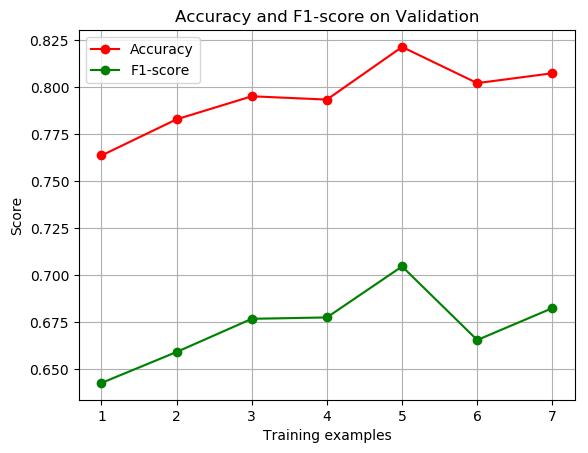 Accuracy and F1-score on Validation
Accuracy
F1-score
0.825
0.800
0.775
0.750
0.725
0.700
0.675
0.650
Score
1 2 3 4 5 6 7
Training examples